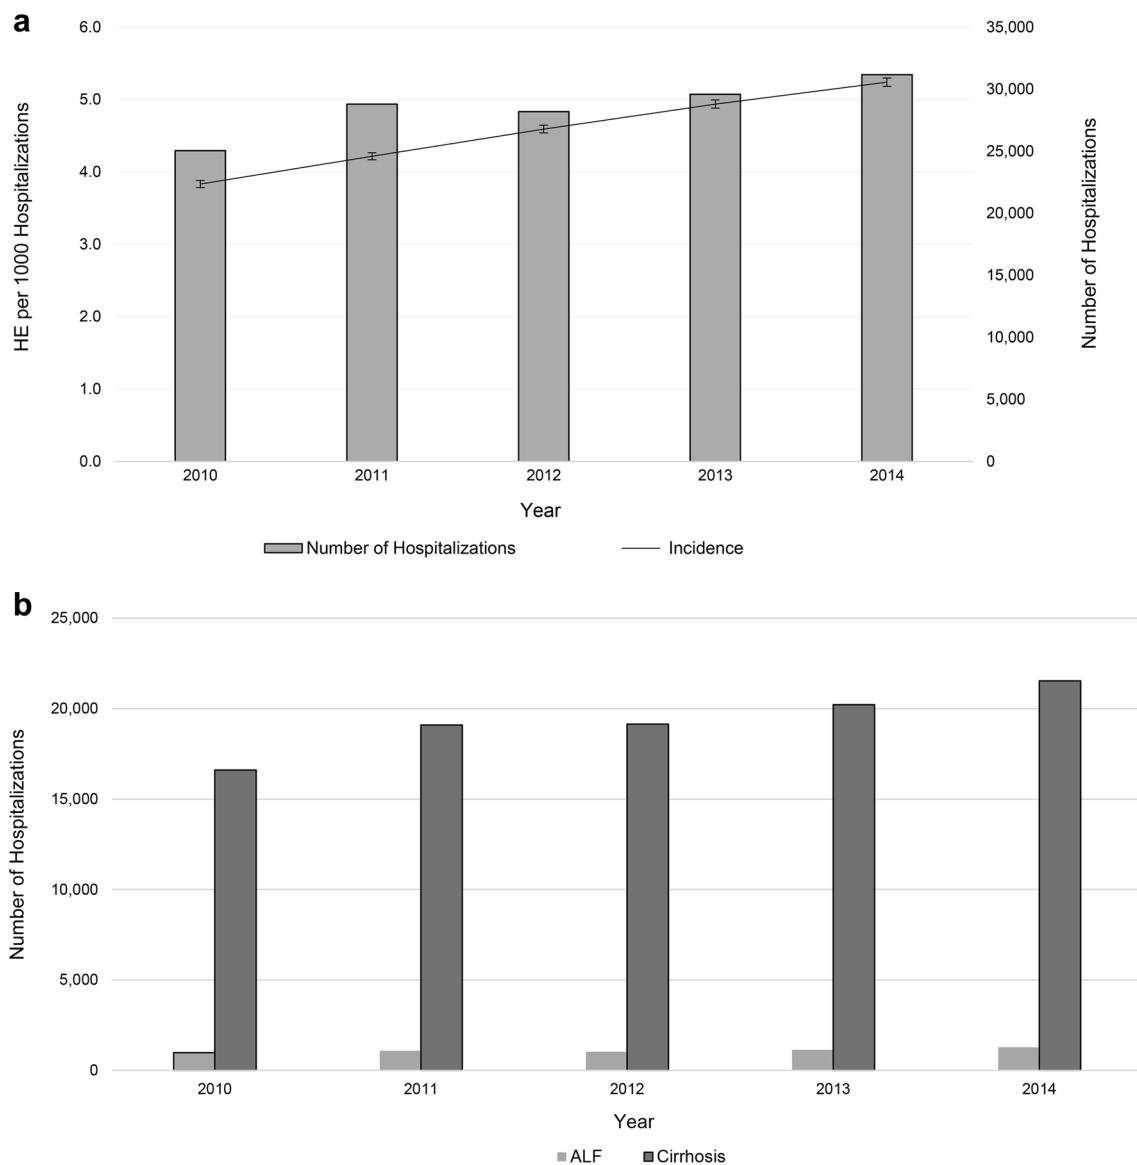 a
HE per 1000 Hospitalizations
6.0
5.0
4.0
3.0
2.0
1.0
0.0
35,000
30,000
25,000
20,000
15,000
10,000
5,000
0
Number of Hospitalizations
2010 2011 2012 2013 2014
Year
Number of Hospitalizations Incidence
b
Number of Hospitalizations
25,000
20,000
15,000
10,000
5,000
0
2010 2011 2012 2013 2014
Year
ALF Cirrhosis